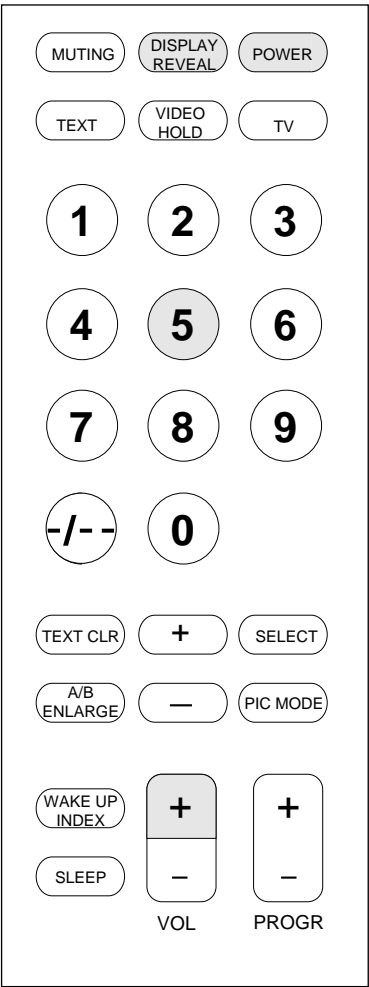 MUTING
DISPLAY
REVEAL
POWER
TEXT
VIDEO
HOLD
TV
1 2 3
4 5 6
7 8 9
-/-- 0
TEXT CLR + SELECT
A/B
ENLARGE
— PIC MODE
WAKE UP
INDEX
+ +
SLEEP – –
VOL PROGR